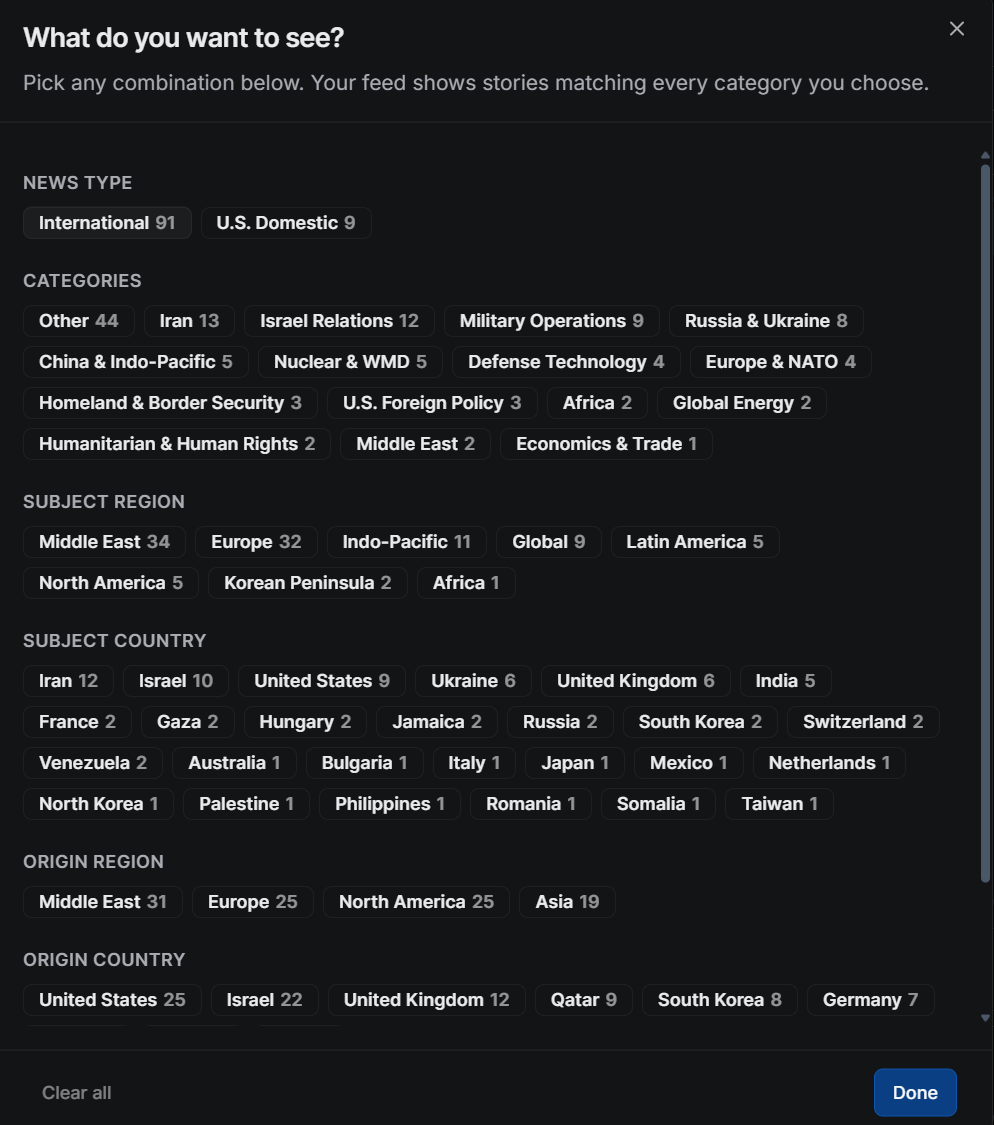 What do you want to see?
Pick any combination below. Your feed shows stories matching every category you choose.
NEWS TYPE
International 91 U.S. Domestic 9
CATEGORIES
Other 44 Iran 13 Israel Relations 12 Military Operations 9 Russia & Ukraine 8
China & Indo-Pacific 5 Nuclear & WMD 5 Defense Technology 4 Europe & NATO 4
Homeland & Border Security 3 U.S. Foreign Policy 3 Africa 2 Global Energy 2
Humanitarian & Human Rights 2 Middle East 2 Economics & Trade 1
SUBJECT REGION
Middle East 34 Europe 32 Indo-Pacific 11 Global 9 Latin America 5
North America 5 Korean Peninsula 2 Africa 1
SUBJECT COUNTRY
Iran 12 Israel 10 United States 9 Ukraine 6 United Kingdom 6 India 5
France 2 Gaza 2 Hungary 2 Jamaica 2 Russia 2 South Korea 2 Switzerland 2
Venezuela 2 Australia 1 Bulgaria 1 Italy 1 Japan 1 Mexico 1 Netherlands 1
North Korea 1 Palestine 1 Philippines 1 Romania 1 Somalia 1 Taiwan 1
ORIGIN REGION
Middle East 31 Europe 25 North America 25 Asia 19
ORIGIN COUNTRY
United States 25 Israel 22 United Kingdom 12 Qatar 9 South Korea 8 Germany 7
Clear all Done